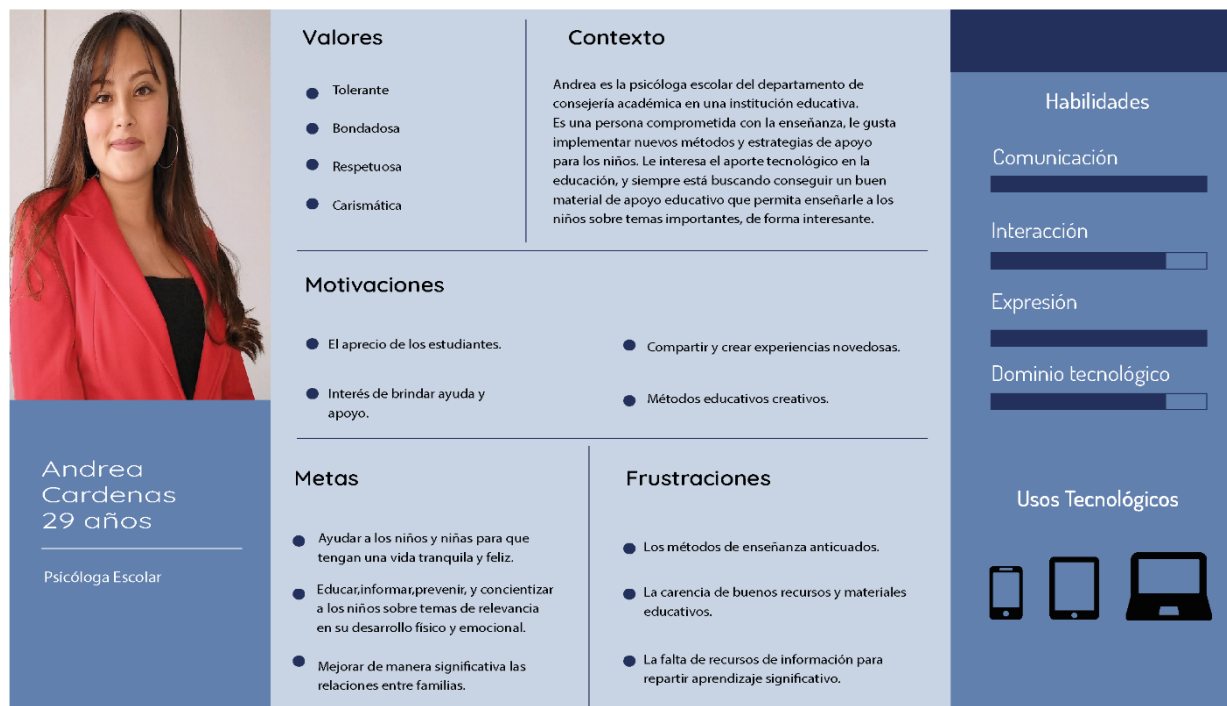 Andrea
Cardenas
29 años
Psicóloga Escolar
Valores
Tolerante
Bondadosa
Respetuosa
Carismática
Contexto
Andrea es la psicóloga escolar del departamento de
consejería académica en una institución educativa.
Es una persona comprometida con la enseñanza, le gusta
implementar nuevos métodos y estrategias de apoyo
para los niños. Le interesa el aporte tecnológico en la
educación, y siempre está buscando conseguir un buen
material de apoyo educativo que permita enseñarle a los
niños sobre temas importantes, de forma interesante.
Motivaciones
El aprecio de los estudiantes.
Interés de brindar ayuda y
apoyo.
Compartir y crear experiencias novedosas.
Métodos educativos creativos.
Metas
Ayudar a los niños y niñas para que
tengan una vida tranquila y feliz.
Educar,informar,prevenir, y concientizar
a los niños sobre temas de relevancia
en su desarrollo físico y emocional.
Mejorar de manera significativa las
relaciones entre familias.
Frustraciones
Los métodos de enseñanza anticuados.
La carencia de buenos recursos y materiales
educativos.
La falta de recursos de información para
repartir aprendizaje significativo.
Habilidades
Comunicación
Interacción
Expresión
Dominio tecnológico
Usos Tecnológicos